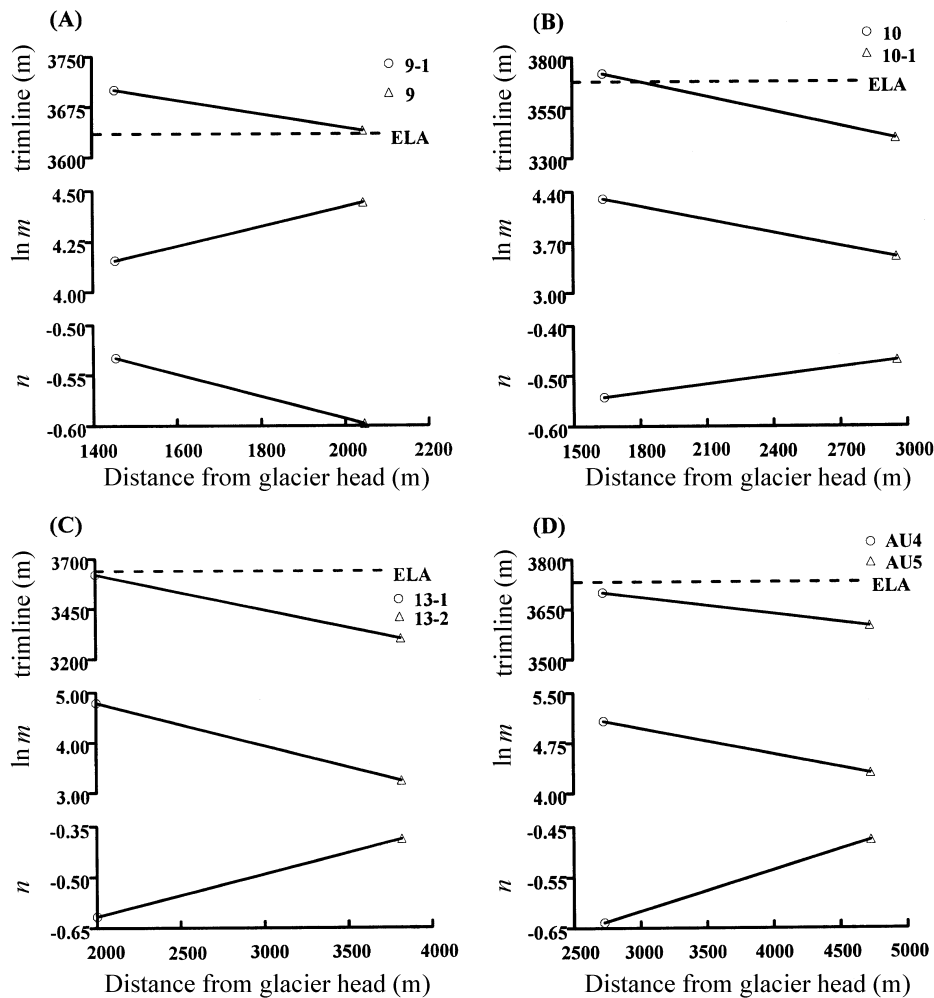 (A)
9-1
9
ELA
trimline (m)
3750
3675
3600
ln m
4.50
4.25
4.00
n
-0.50
-0.55
-0.60
1400 1600 1800 2000 2200
Distance from glacier head (m)
(B)
10
10-1
ELA
trimline (m)
3800
3550
3300
ln m
4.40
3.70
3.00
n
-0.40
-0.50
-0.60
1500 1800 2100 2400 2700 3000
Distance from glacier head (m)
(C)
ELA
13-1
13-2
trimline (m)
3700
3450
3200
ln m
5.00
4.00
3.00
n
-0.35
-0.50
-0.65
2000 2500 3000 3500 4000
Distance from glacier head (m)
(D)
AU4
AU5
ELA
trimline (m)
3800
3650
3500
ln m
5.50
4.75
4.00
n
-0.45
-0.55
-0.65
2500 3000 3500 4000 4500 5000
Distance from glacier head (m)